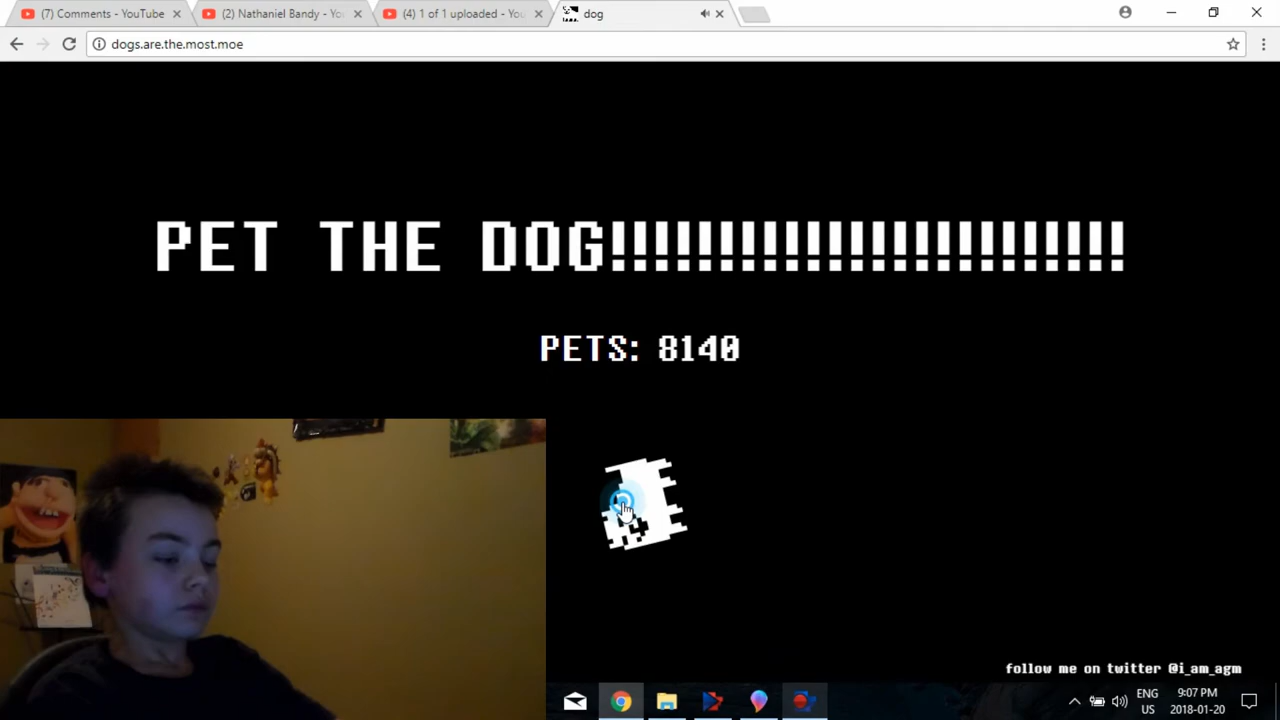 (7) Comments - YouTube
(2) Nathaniel Bandy - Yo
(4) 1 of 1 uploaded - You
dog
dogs.are.the.most.moe
PET THE DOG!!!!!!!!!!!!!!!!!!!!!!!!
PETS: 8140
follow me on twitter @i_am_agm
ENG
US
9:07 PM
2018-01-20